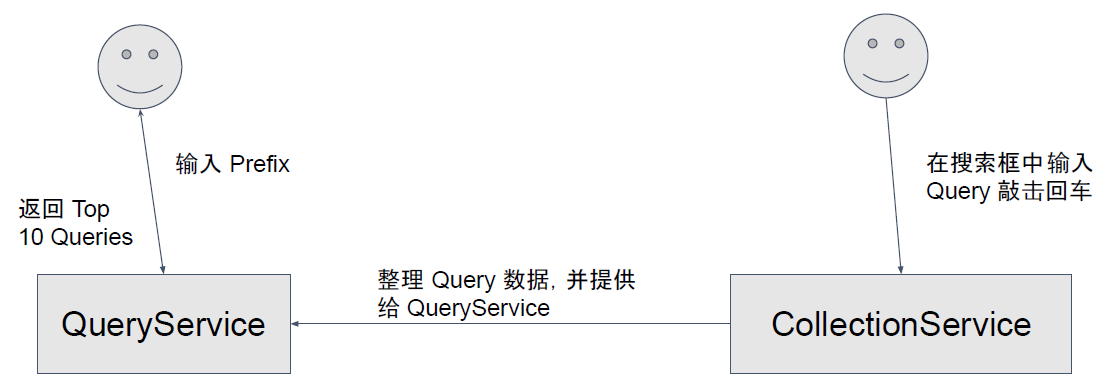 输入 Prefix
返回 Top
10 Queries
QueryService
整理 Query 数据, 并提供
给 QueryService
在搜索框中输入
Query 敲击回车
CollectionService